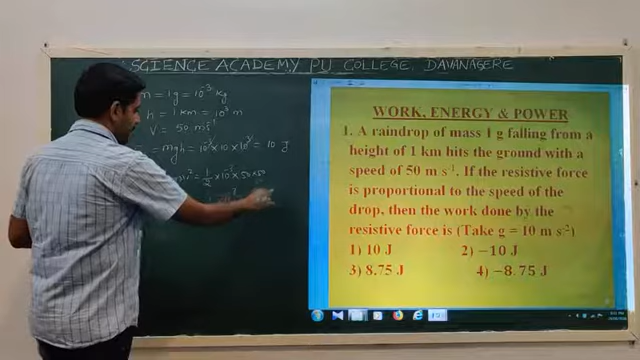 SCIENCE ACADEMY PU COLLEGE, DAVANAGERE
m = 1g = 10⁻³ kg
h = 1 km = 10³ m
V = 50 ms⁻¹
= mgh = 10⁻³ × 10 × 10³ = 10 J
= 1/2 × 10⁻³ × 50 × 50
WORK, ENERGY & POWER
1. A raindrop of mass 1 g falling from a
height of 1 km hits the ground with a
speed of 50 m s⁻¹. If the resistive force
is proportional to the speed of the
drop, then the work done by the
resistive force is (Take g = 10 m s⁻²)
1) 10 J 2) −10 J
3) 8.75 J 4) −8.75 J